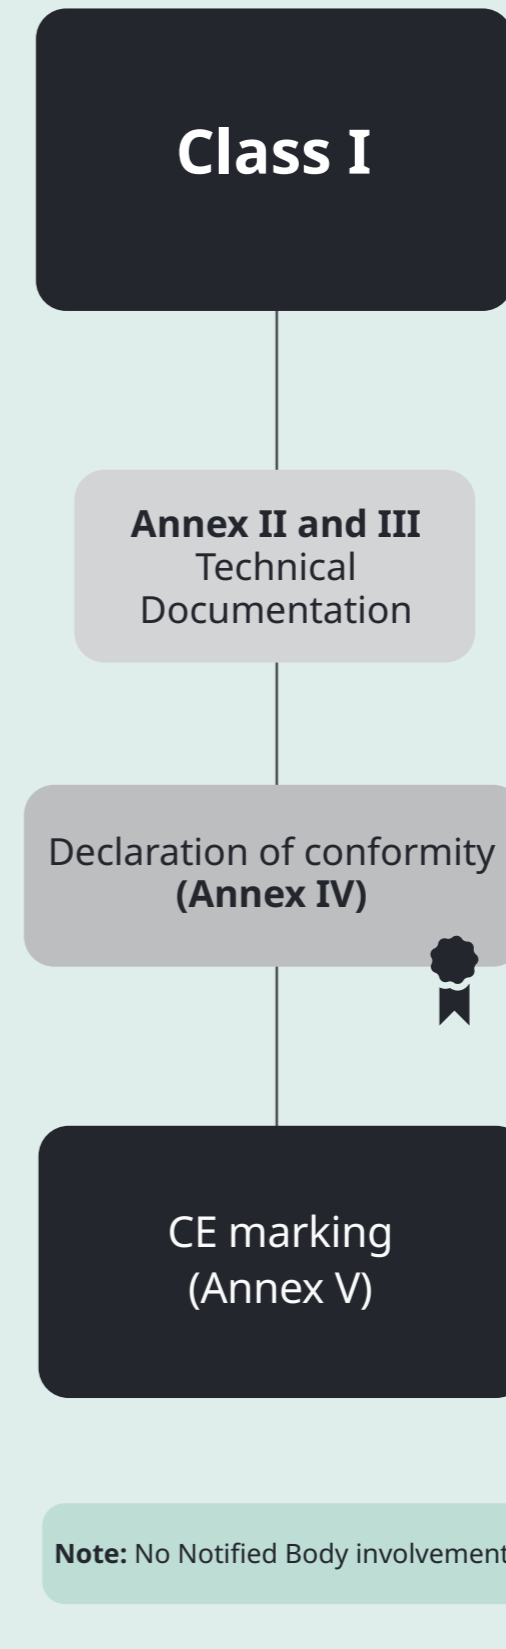 Class I
Annex II and III
Technical
Documentation
Declaration of conformity
(Annex IV)
CE marking
(Annex V)
Note: No Notified Body involvement